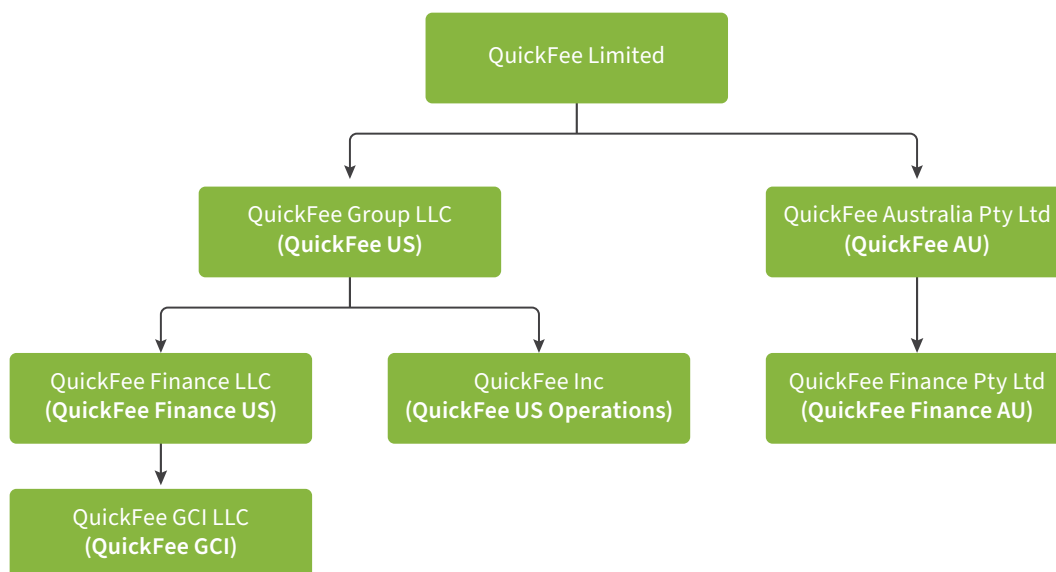 QuickFee Limited
QuickFee Group LLC
(QuickFee US)
QuickFee Australia Pty Ltd
(QuickFee AU)
QuickFee Finance LLC
(QuickFee Finance US)
QuickFee Inc
(QuickFee US Operations)
QuickFee Finance Pty Ltd
(QuickFee Finance AU)
QuickFee GCI LLC
(QuickFee GCI)